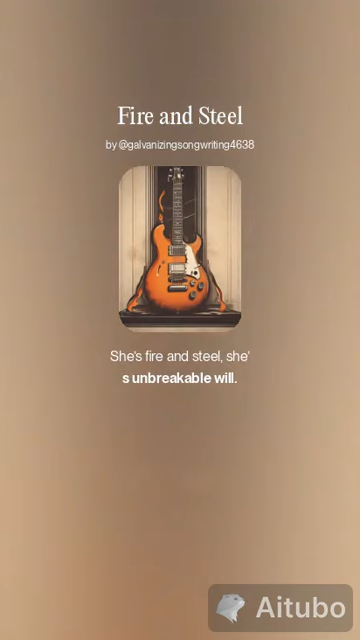 Fire and Steel
by @galvanizingsongwriting4638
She's fire and steel, she'
s unbreakable will.
Aitubo